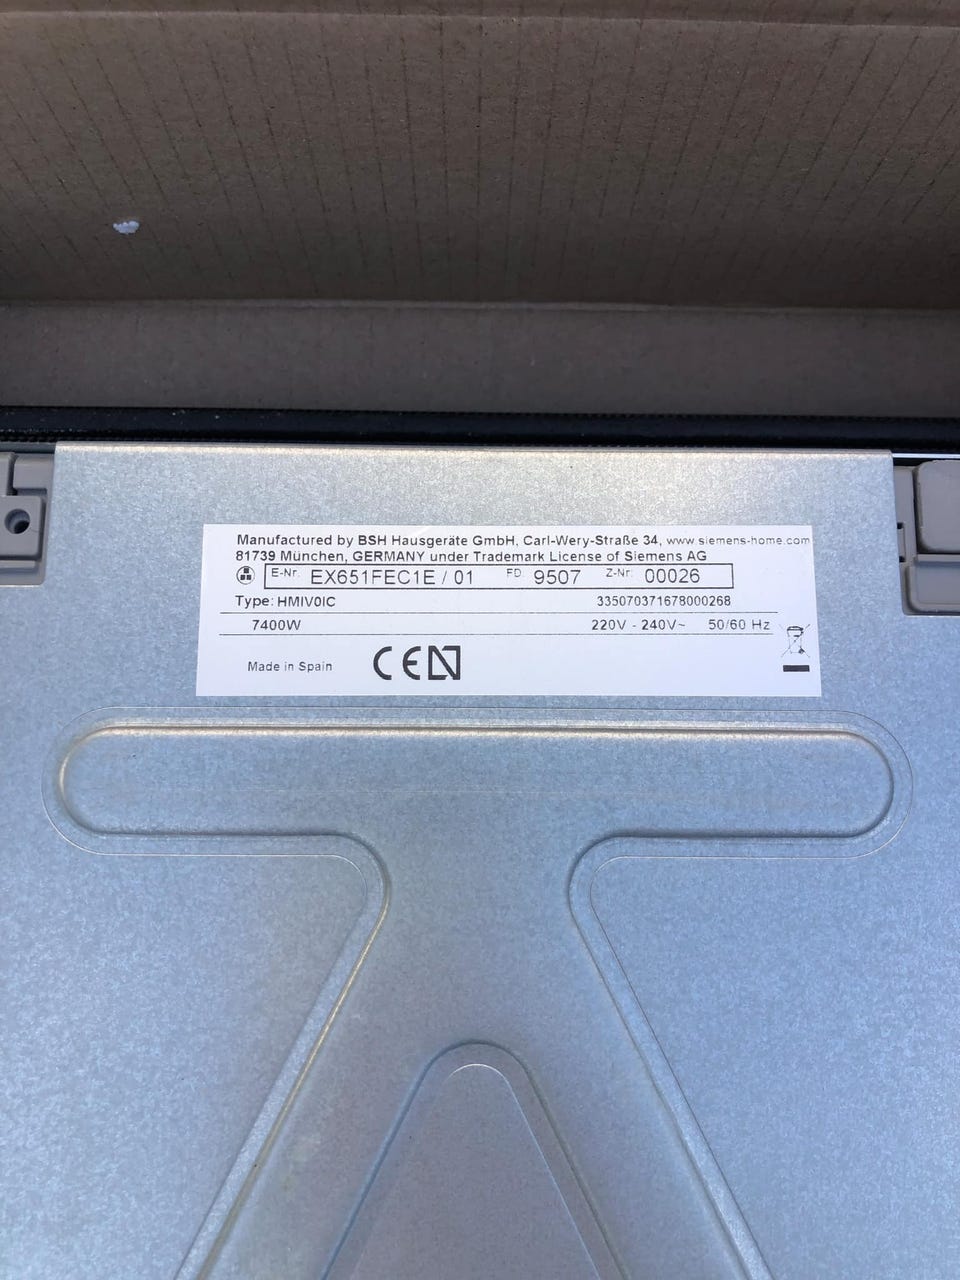 Manufactured by BSH Hausgeräte GmbH, Carl-Wery-Straße 34, www.siemens-home.com
81739 München, GERMANY under Trademark License of Siemens AG
E-Nr. EX651FEC1E / 01 FD. 9507 Z-Nr. 00026
Type: HMIV0IC 335070371678000268
7400W 220V - 240V~ 50/60 Hz
Made in Spain CE